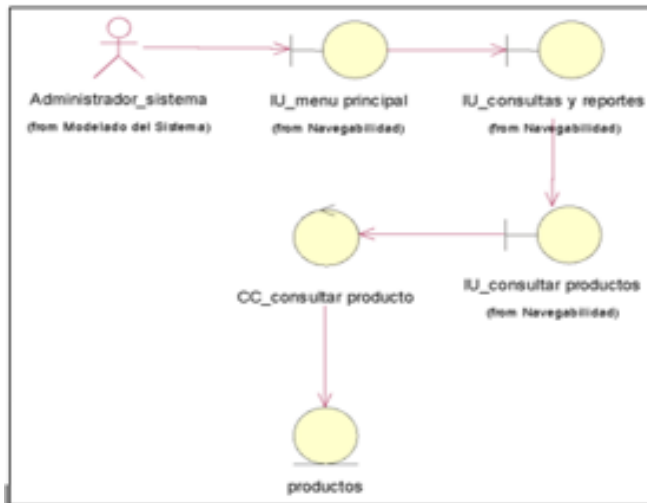 Administrador_sistema
(from Modelado del Sistema)
IU_menu principal
(from Navegabilidad)
IU_consultas y reportes
(from Navegabilidad)
CC_consultar producto
IU_consultar productos
(from Navegabilidad)
productos